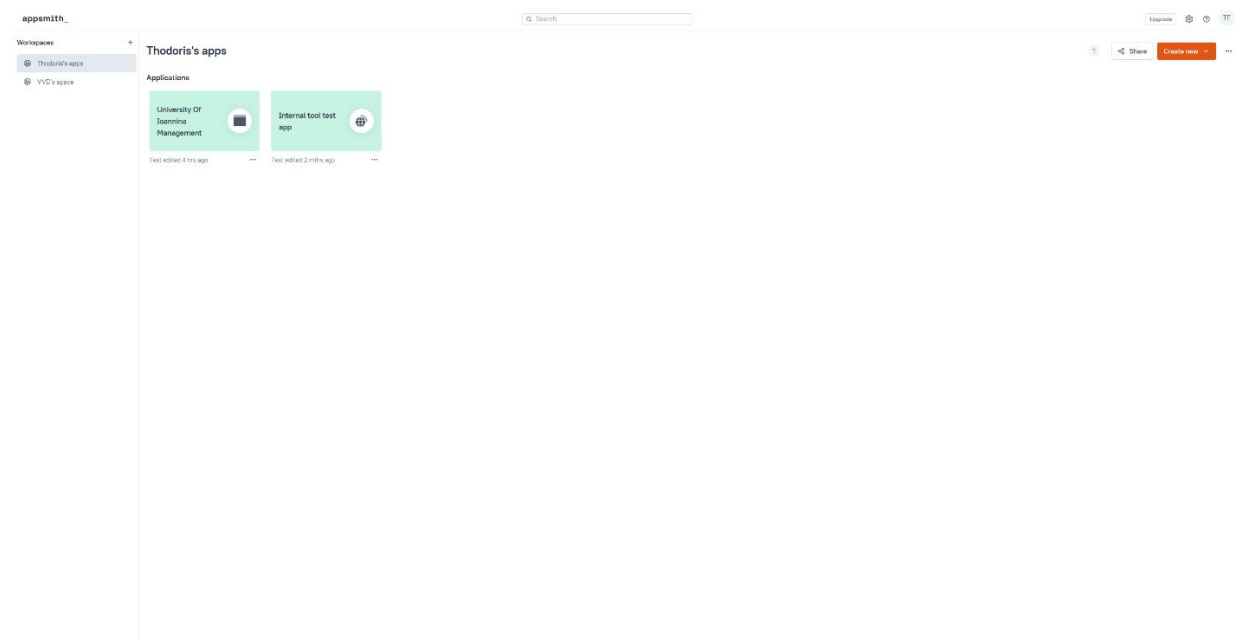 appsmith_
Search
Upgrade
TF
Workspaces
+
Thodoris's apps
VVD's space
Thodoris's apps
T
Share
Create new
Applications
University Of
Ioannina
Management
Internal tool test
app
Test edited 4 hrs ago
Test edited 2 mths ago